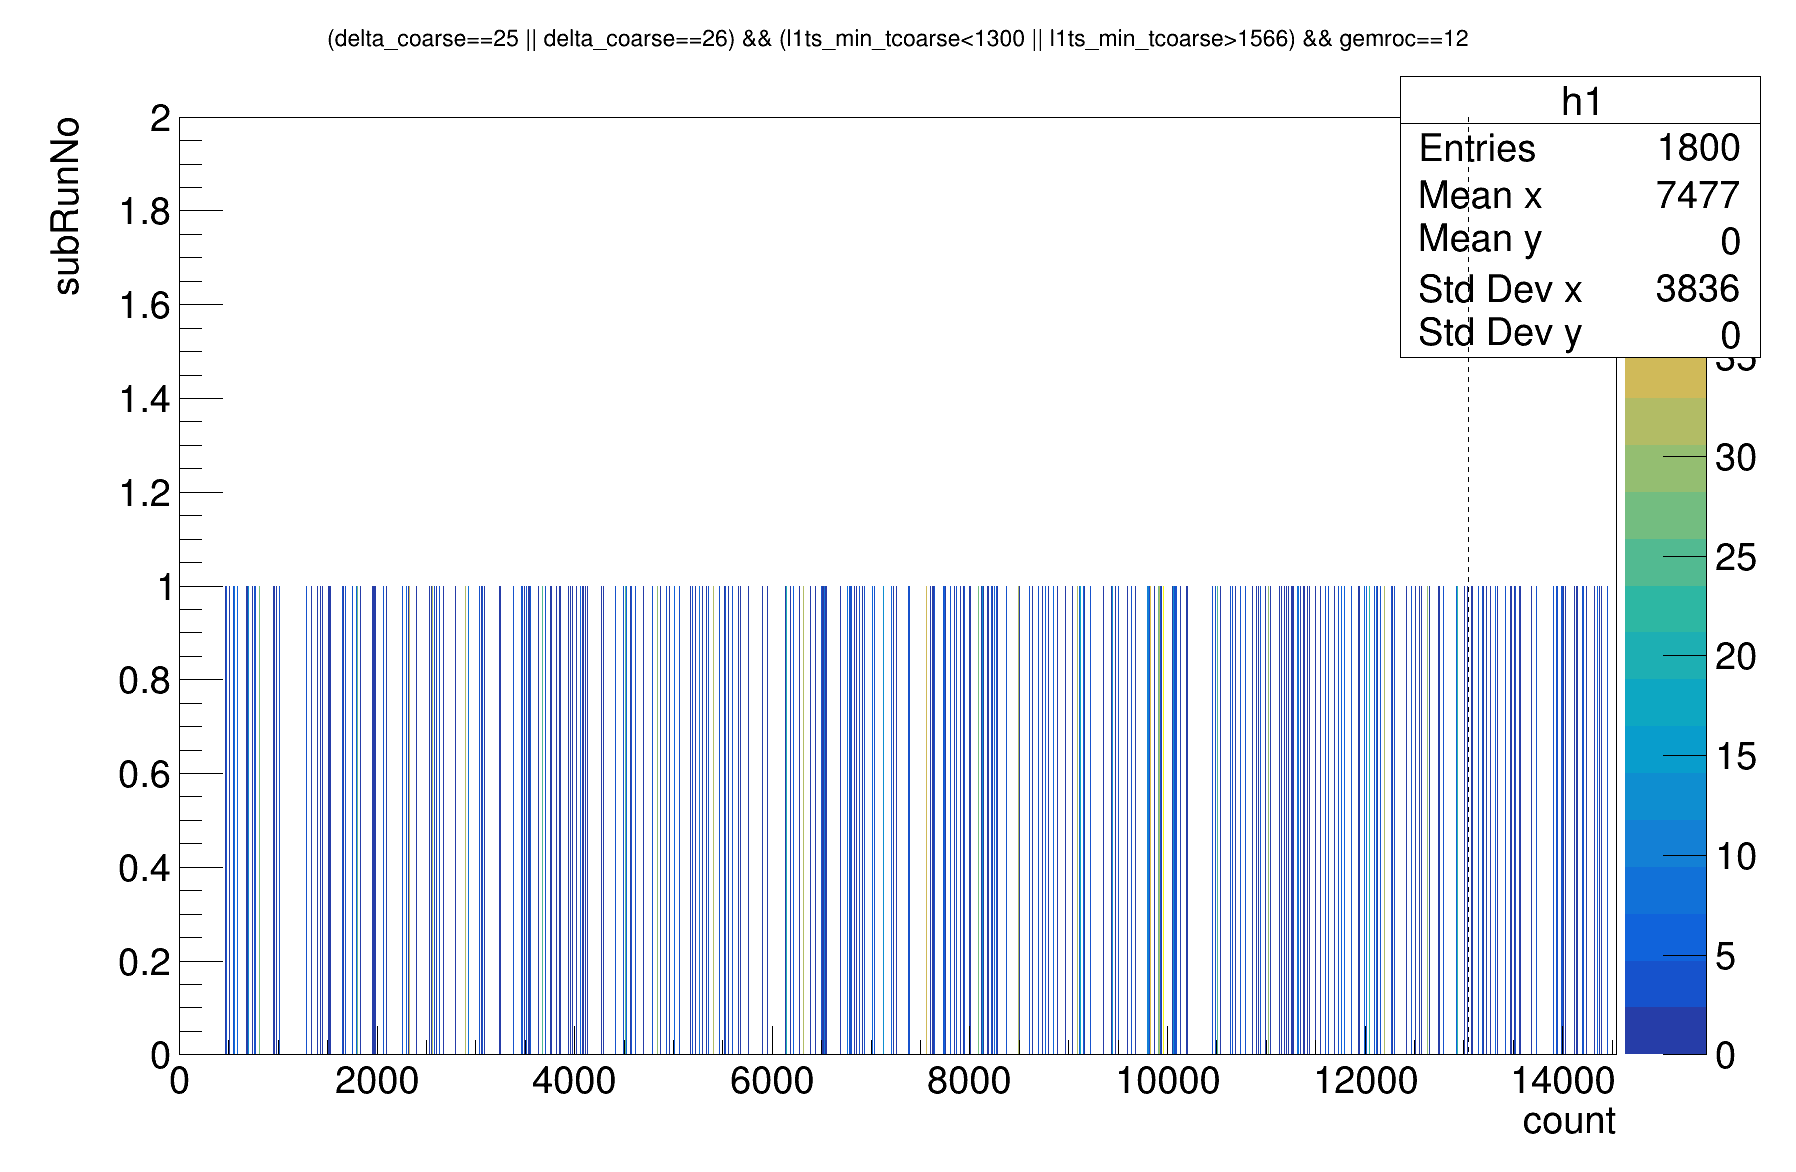 (delta_coarse==25 || delta_coarse==26) && (l1ts_min_tcoarse<1300 || l1ts_min_tcoarse>1566) && gemroc==12
h1
Entries 1800
Mean x 7477
Mean y 0
Std Dev x 3836
Std Dev y 0
subRunNo
2
1.8
1.6
1.4
1.2
1
0.8
0.6
0.4
0.2
0
35
30
25
20
15
10
5
0
0 2000 4000 6000 8000 10000 12000 14000
count